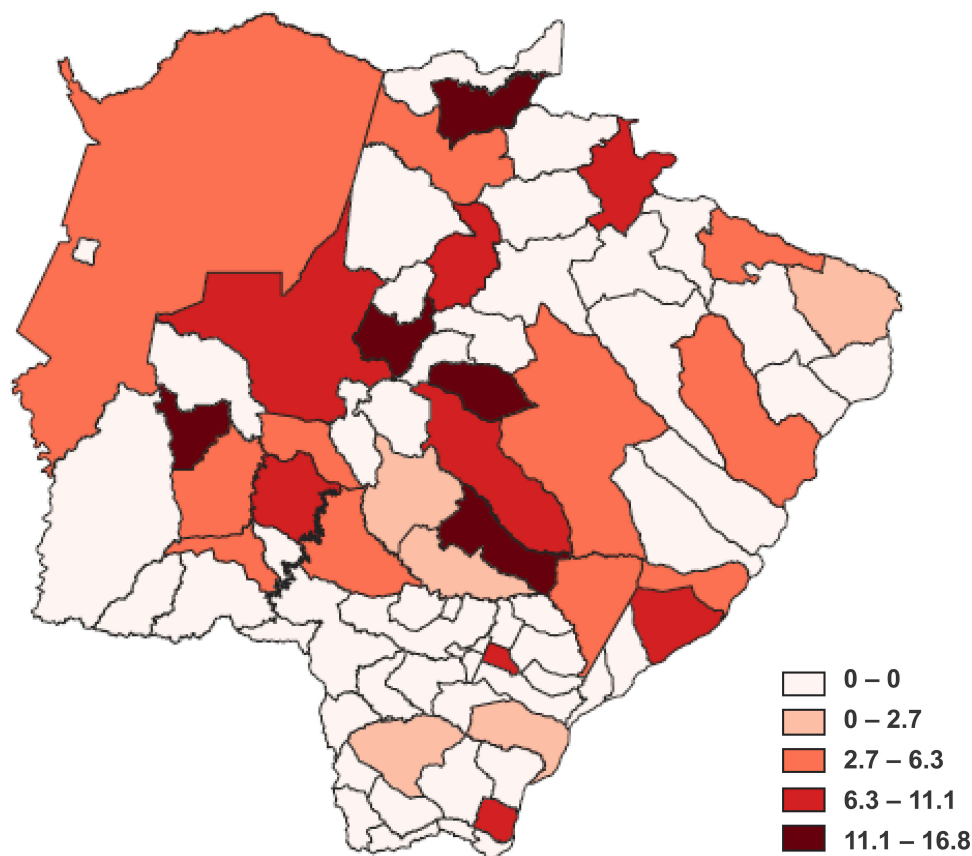 0 – 0
0 – 2.7
2.7 – 6.3
6.3 – 11.1
11.1 – 16.8